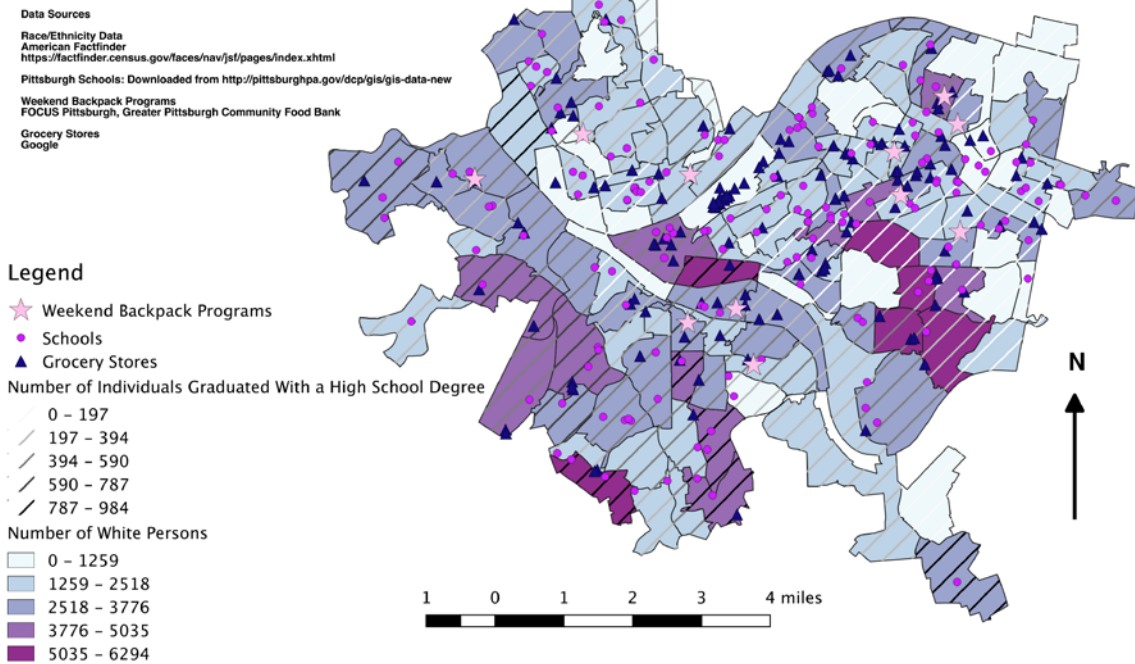 Data Sources
Race/Ethnicity Data
American Factfinder
https://factfinder.census.gov/faces/nav/jsf/pages/index.xhtml
Pittsburgh Schools: Downloaded from http://pittsburghpa.gov/dcp/gis/gis-data-new
Weekend Backpack Programs
FOCUS Pittsburgh, Greater Pittsburgh Community Food Bank
Grocery Stores
Google
Legend
Weekend Backpack Programs
Schools
Grocery Stores
Number of Individuals Graduated With a High School Degree
0 - 197
197 - 394
394 - 590
590 - 787
787 - 984
Number of White Persons
0 - 1259
1259 - 2518
2518 - 3776
3776 - 5035
5035 - 6294
N
1 0 1 2 3 4 miles